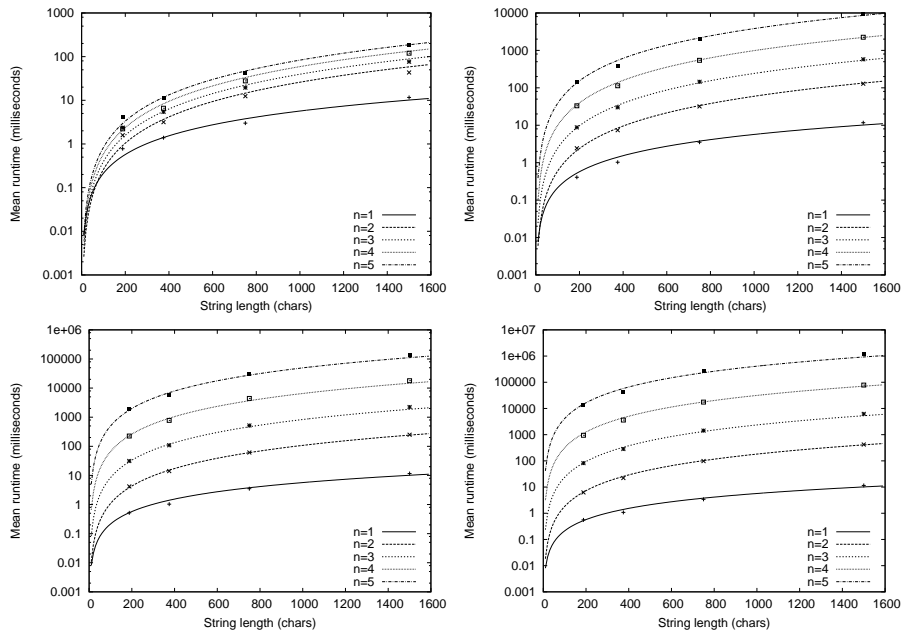 1000
100
10
1
0.1
0.01
0.001
Mean runtime (milliseconds)
n=1
n=2
n=3
n=4
n=5
0 200 400 600 800 1000 1200 1400 1600
String length (chars)
10000
1000
100
10
1
0.1
0.01
0.001
Mean runtime (milliseconds)
n=1
n=2
n=3
n=4
n=5
0 200 400 600 800 1000 1200 1400 1600
String length (chars)
1e+06
100000
10000
1000
100
10
1
0.1
0.01
0.001
Mean runtime (milliseconds)
n=1
n=2
n=3
n=4
n=5
0 200 400 600 800 1000 1200 1400 1600
String length (chars)
1e+07
1e+06
100000
10000
1000
100
10
1
0.1
0.01
0.001
Mean runtime (milliseconds)
n=1
n=2
n=3
n=4
n=5
0 200 400 600 800 1000 1200 1400 1600
String length (chars)